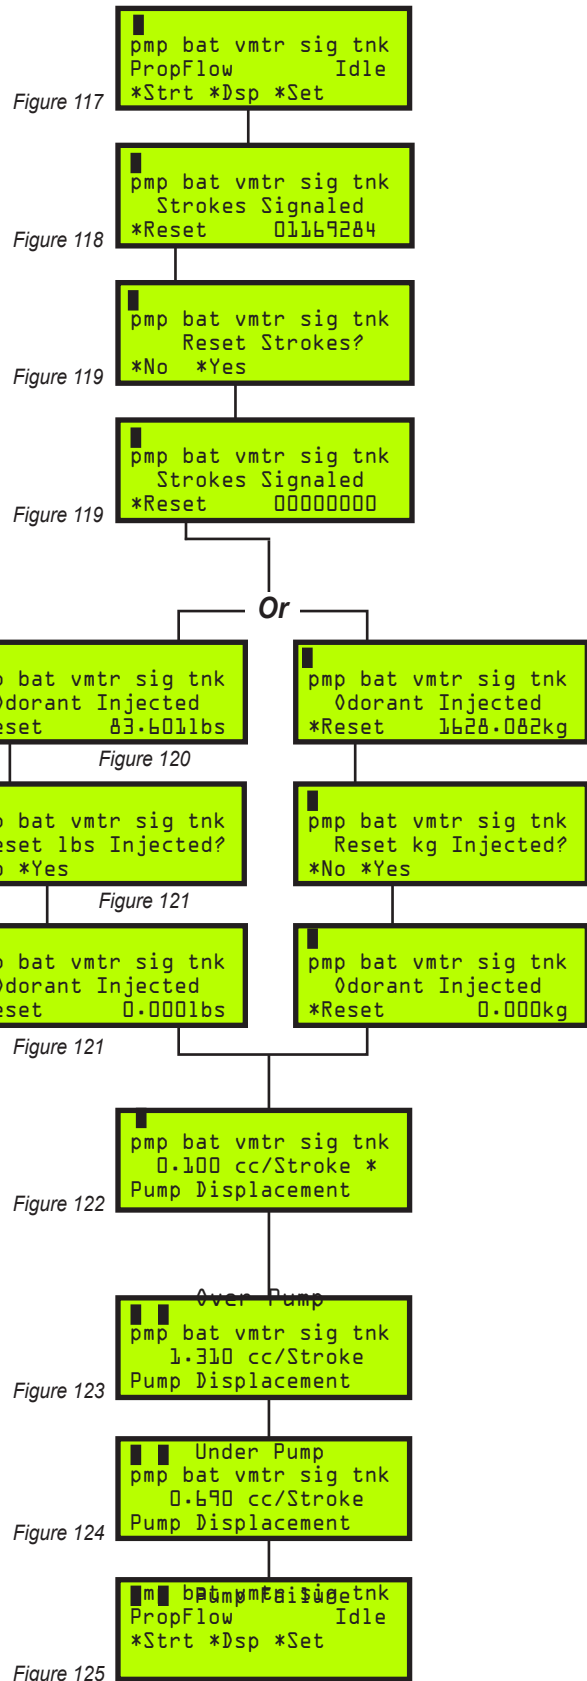 pmp bat vmtr sig tnk
PropFlow Idle
*Strt *Dsp *Set
Figure 117
pmp bat vmtr sig tnk
Strokes Signaled
*Reset 01169284
Figure 118
pmp bat vmtr sig tnk
Reset Strokes?
*No *Yes
Figure 119
pmp bat vmtr sig tnk
Strokes Signaled
*Reset 00000000
Figure 119
Or
bat vmtr sig tnk
Injected
83.601lbs
Figure 120
bat vmtr sig tnk
lbs Injected?
*Yes
Figure 121
bat vmtr sig tnk
Injected
0.000lbs
Figure 121
pmp bat vmtr sig tnk
Odorant Injected
*Reset 1628.082kg
pmp bat vmtr sig tnk
Reset kg Injected?
*No *Yes
pmp bat vmtr sig tnk
Odorant Injected
*Reset 0.000kg
pmp bat vmtr sig tnk
0.100 cc/Stroke *
Pump Displacement
Figure 122
Over Pump
pmp bat vmtr sig tnk
1.310 cc/Stroke
Pump Displacement
Figure 123
Under Pump
pmp bat vmtr sig tnk
0.690 cc/Stroke
Pump Displacement
Figure 124
Pump Failure
tnk
PropFlow Idle
*Strt *Dsp *Set
Figure 125